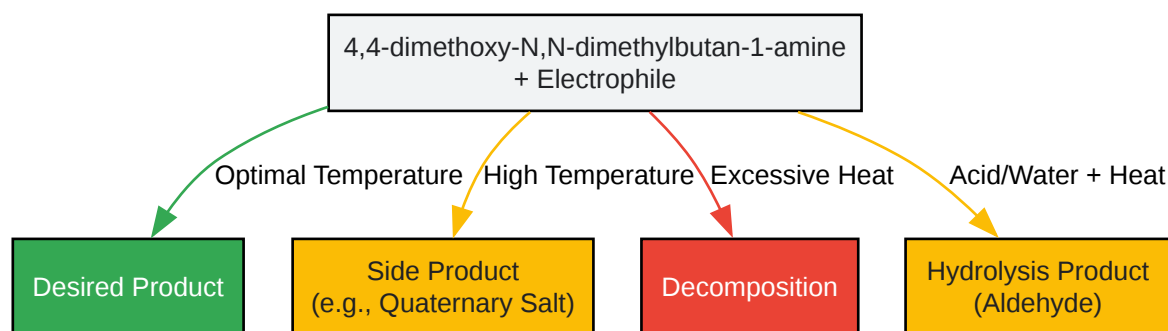 4,4-dimethoxy-N,N-dimethylbutan-1-amine
+ Electrophile
Optimal Temperature
High Temperature
Excessive Heat
Acid/Water + Heat
Desired Product
Side Product
(e.g., Quaternary Salt)
Decomposition
Hydrolysis Product
(Aldehyde)